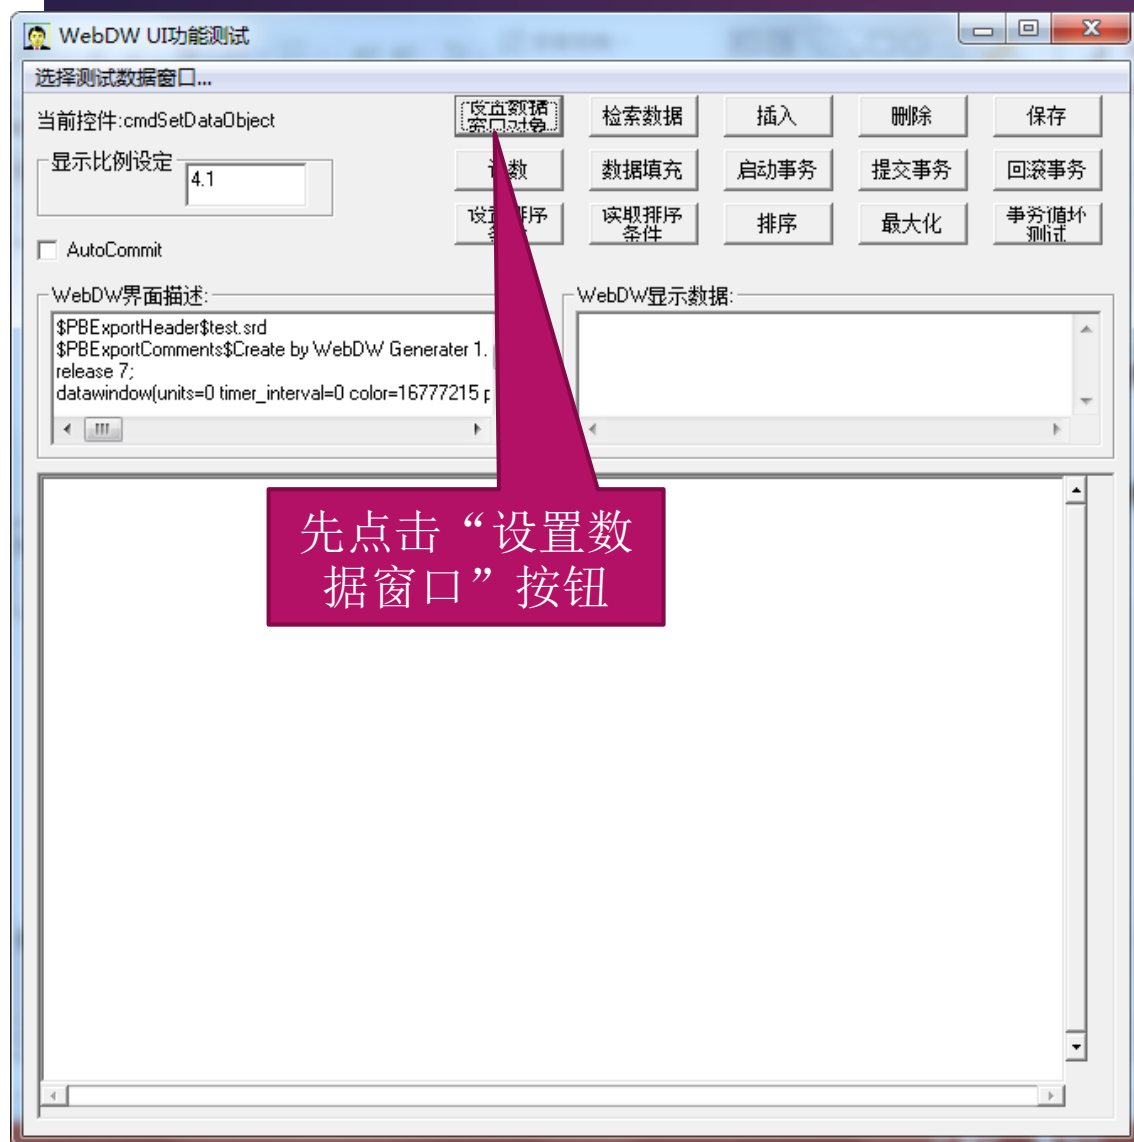 WebDW UI功能测试
选择测试数据窗口...
当前控件:cmdSetDataObject
设置数据
窗口对象
检索数据
插入
删除
保存
显示比例设定
4.1
数
数据填充
启动事务
提交事务
回滚事务
设置排序
读取排序
条件
排序
最大化
事务循环
测试
AutoCommit
WebDW界面描述:
WebDW显示数据:
$PBExportHeader$test.srd
$PBExportComments$Create by WebDW Generater 1.
release 7;
datawindow(units=0 timer_interval=0 color=16777215 p
先点击“设置数
据窗口”按钮